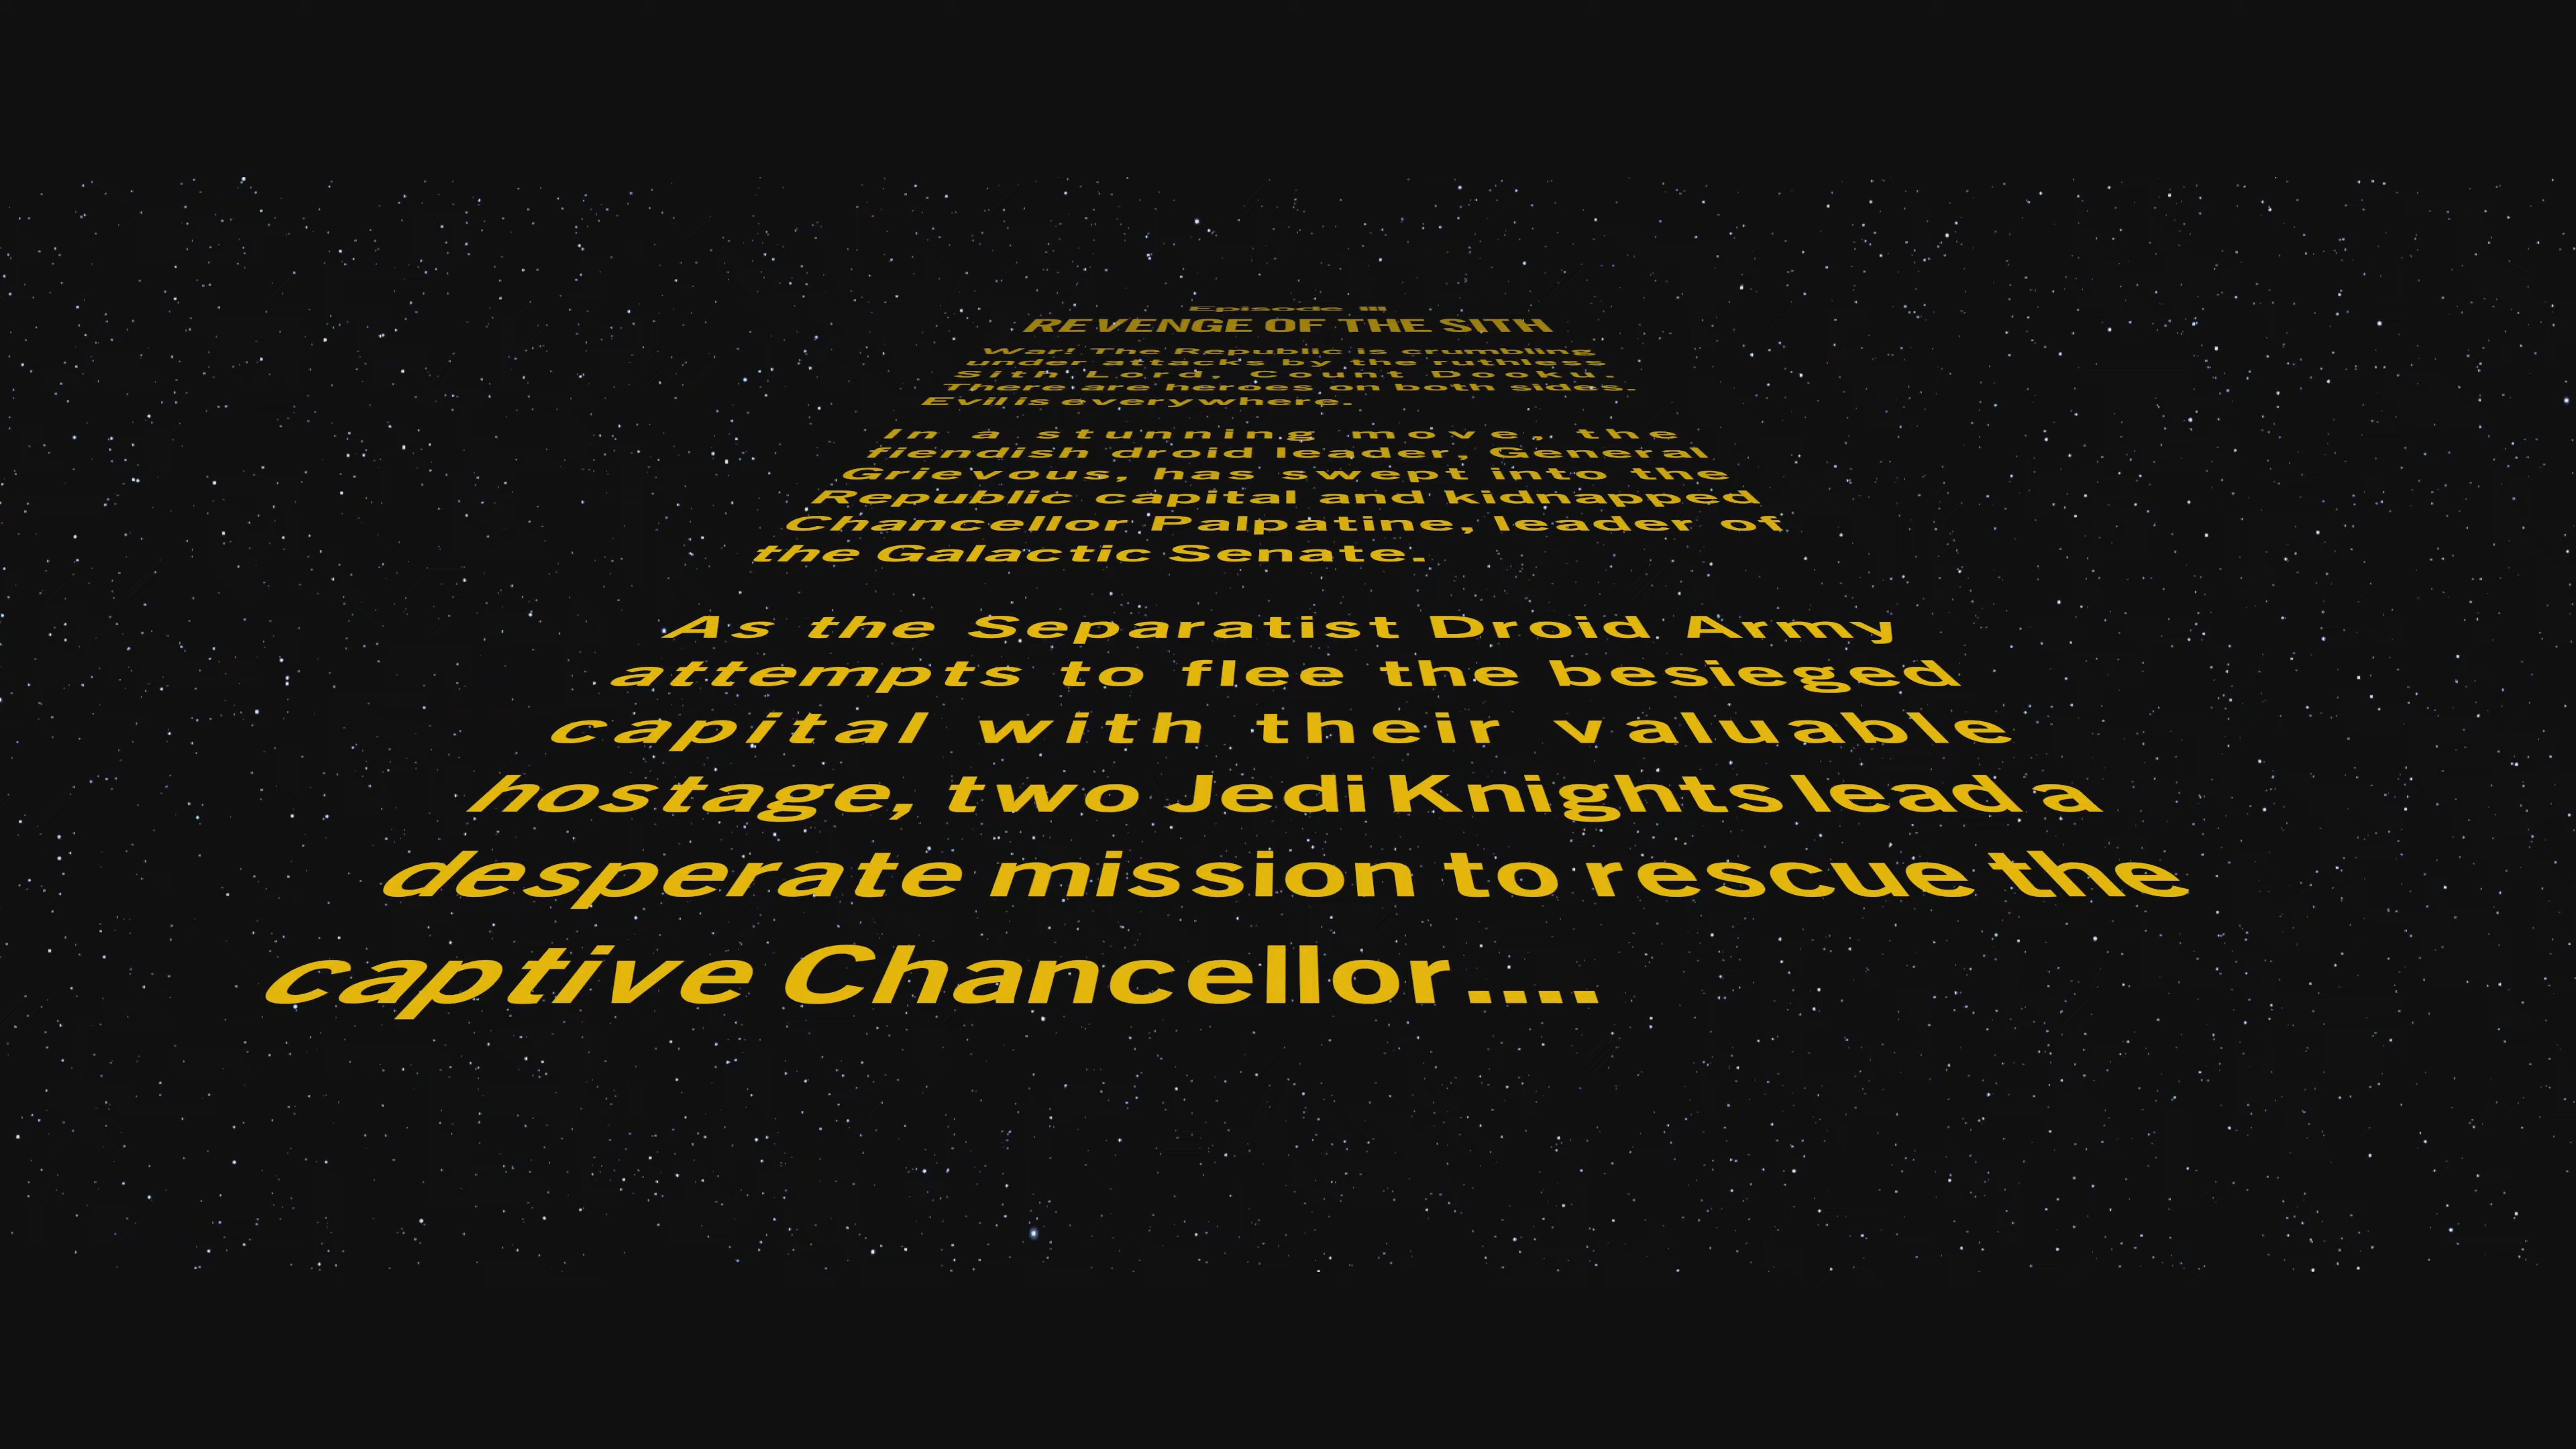 Episode III
REVENGE OF THE SITH
War! The Republic is crumbling
under attacks by the ruthless
Sith Lord, Count Dooku.
There are heroes on both sides.
Evil is everywhere.
In a stunning move, the
fiendish droid leader, General
Grievous, has swept into the
Republic capital and kidnapped
Chancellor Palpatine, leader of
the Galactic Senate.
As the Separatist Droid Army
attempts to flee the besieged
capital with their valuable
hostage, two Jedi Knights lead a
desperate mission to rescue the
captive Chancellor....